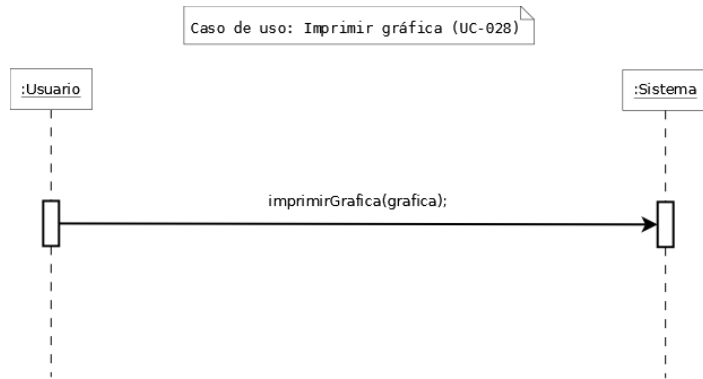 Caso de uso: Imprimir gráfica (UC-028)
:Usuario
:Sistema
imprimirGrafica(grafica);